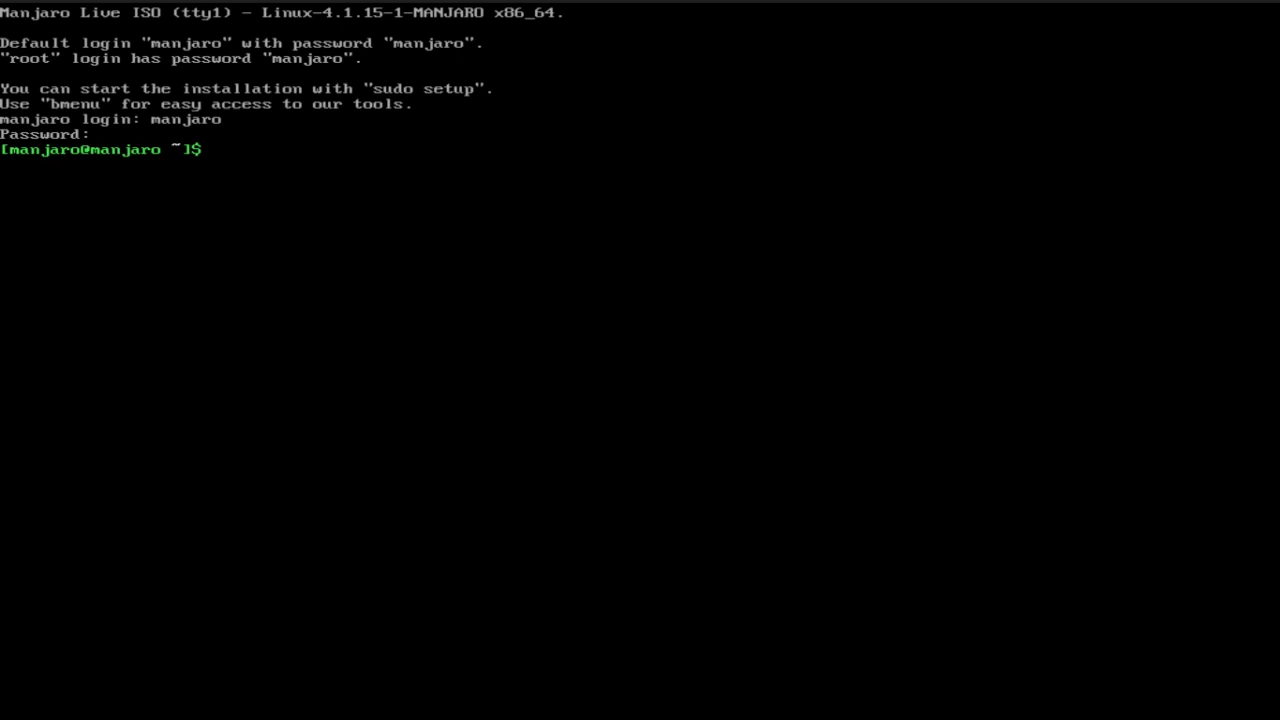 Manjaro Live ISO (tty1) - Linux-4.1.15-1-MANJARO x86_64.
Default login "manjaro" with password "manjaro".
"root" login has password "manjaro".
You can start the installation with "sudo setup".
Use "bmenu" for easy access to our tools.
manjaro login: manjaro
Password:
[manjaro@manjaro ~]$